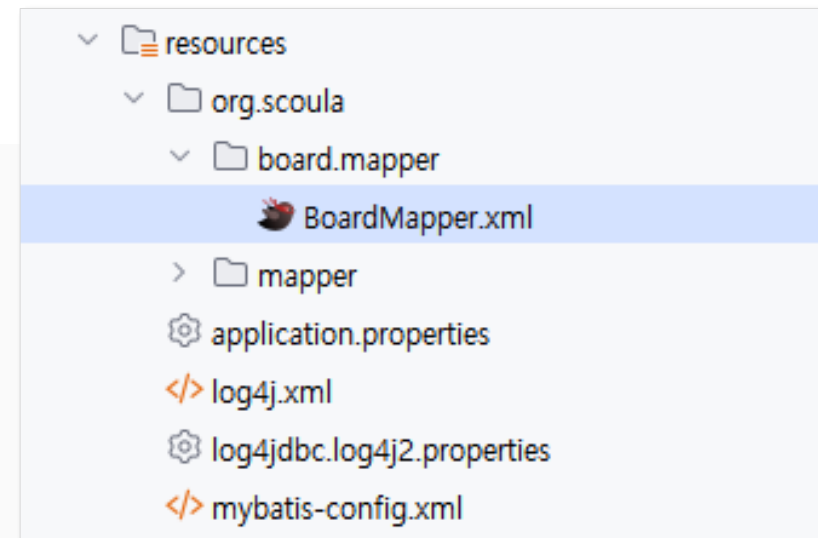 resources
org.scoula
board.mapper
BoardMapper.xml
mapper
application.properties
log4j.xml
log4jdbc.log4j2.properties
mybatis-config.xml